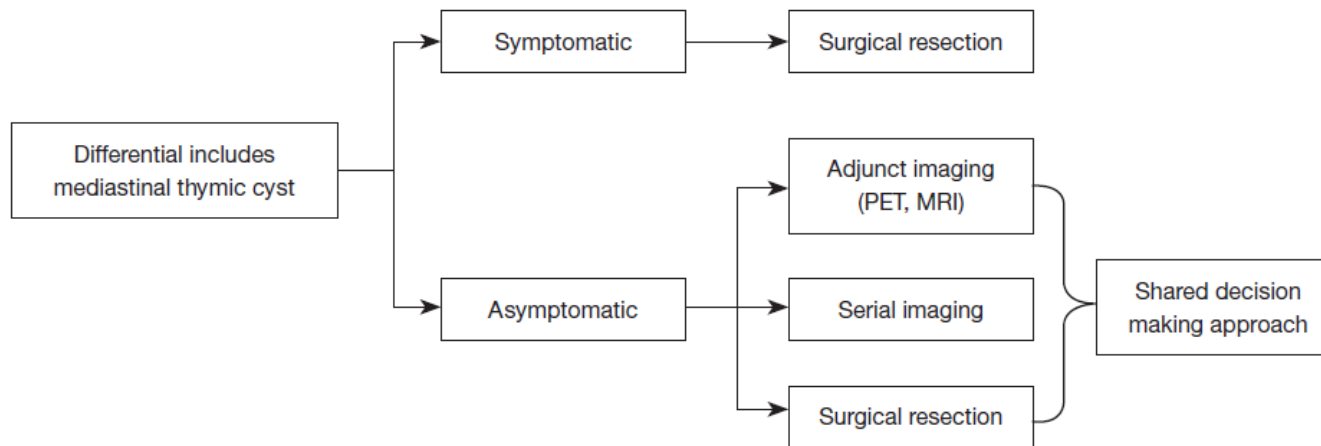 Symptomatic
Surgical resection
Differential includes
mediastinal thymic cyst
Adjunct imaging
(PET, MRI)
Asymptomatic
Serial imaging
Shared decision
making approach
Surgical resection